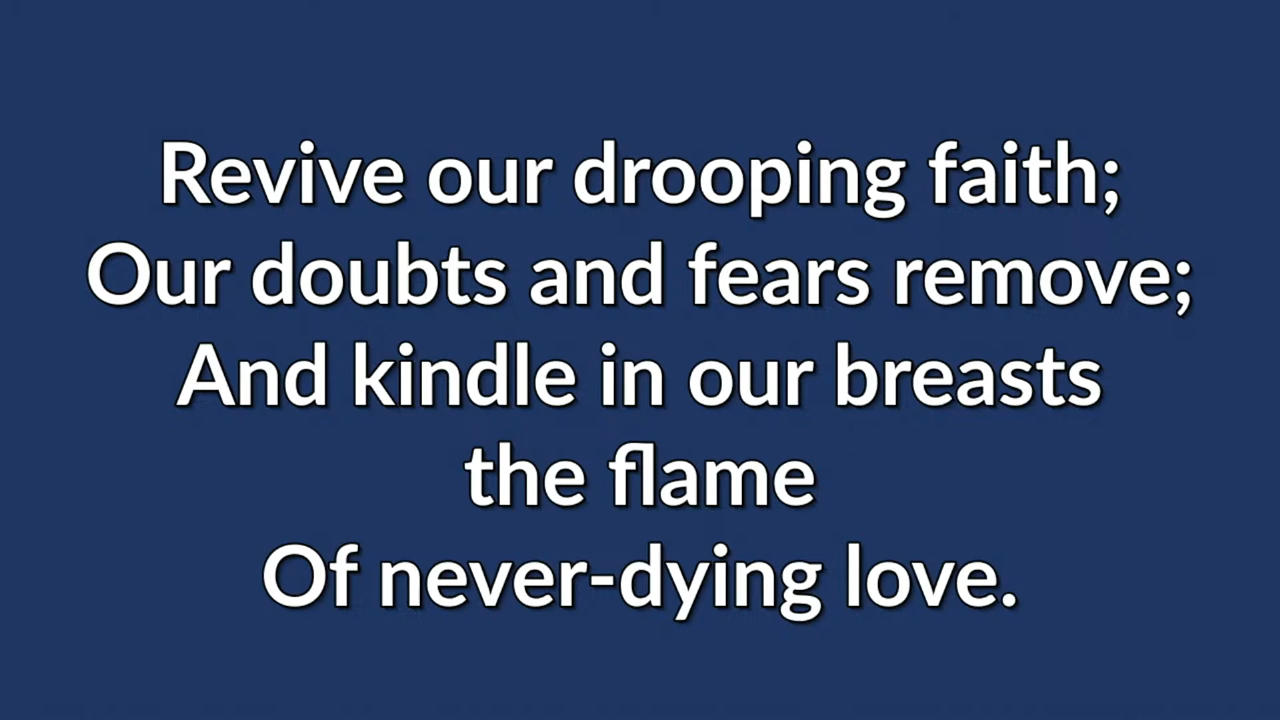 Revive our drooping faith;
Our doubts and fears remove;
And kindle in our breasts
the flame
Of never-dying love.